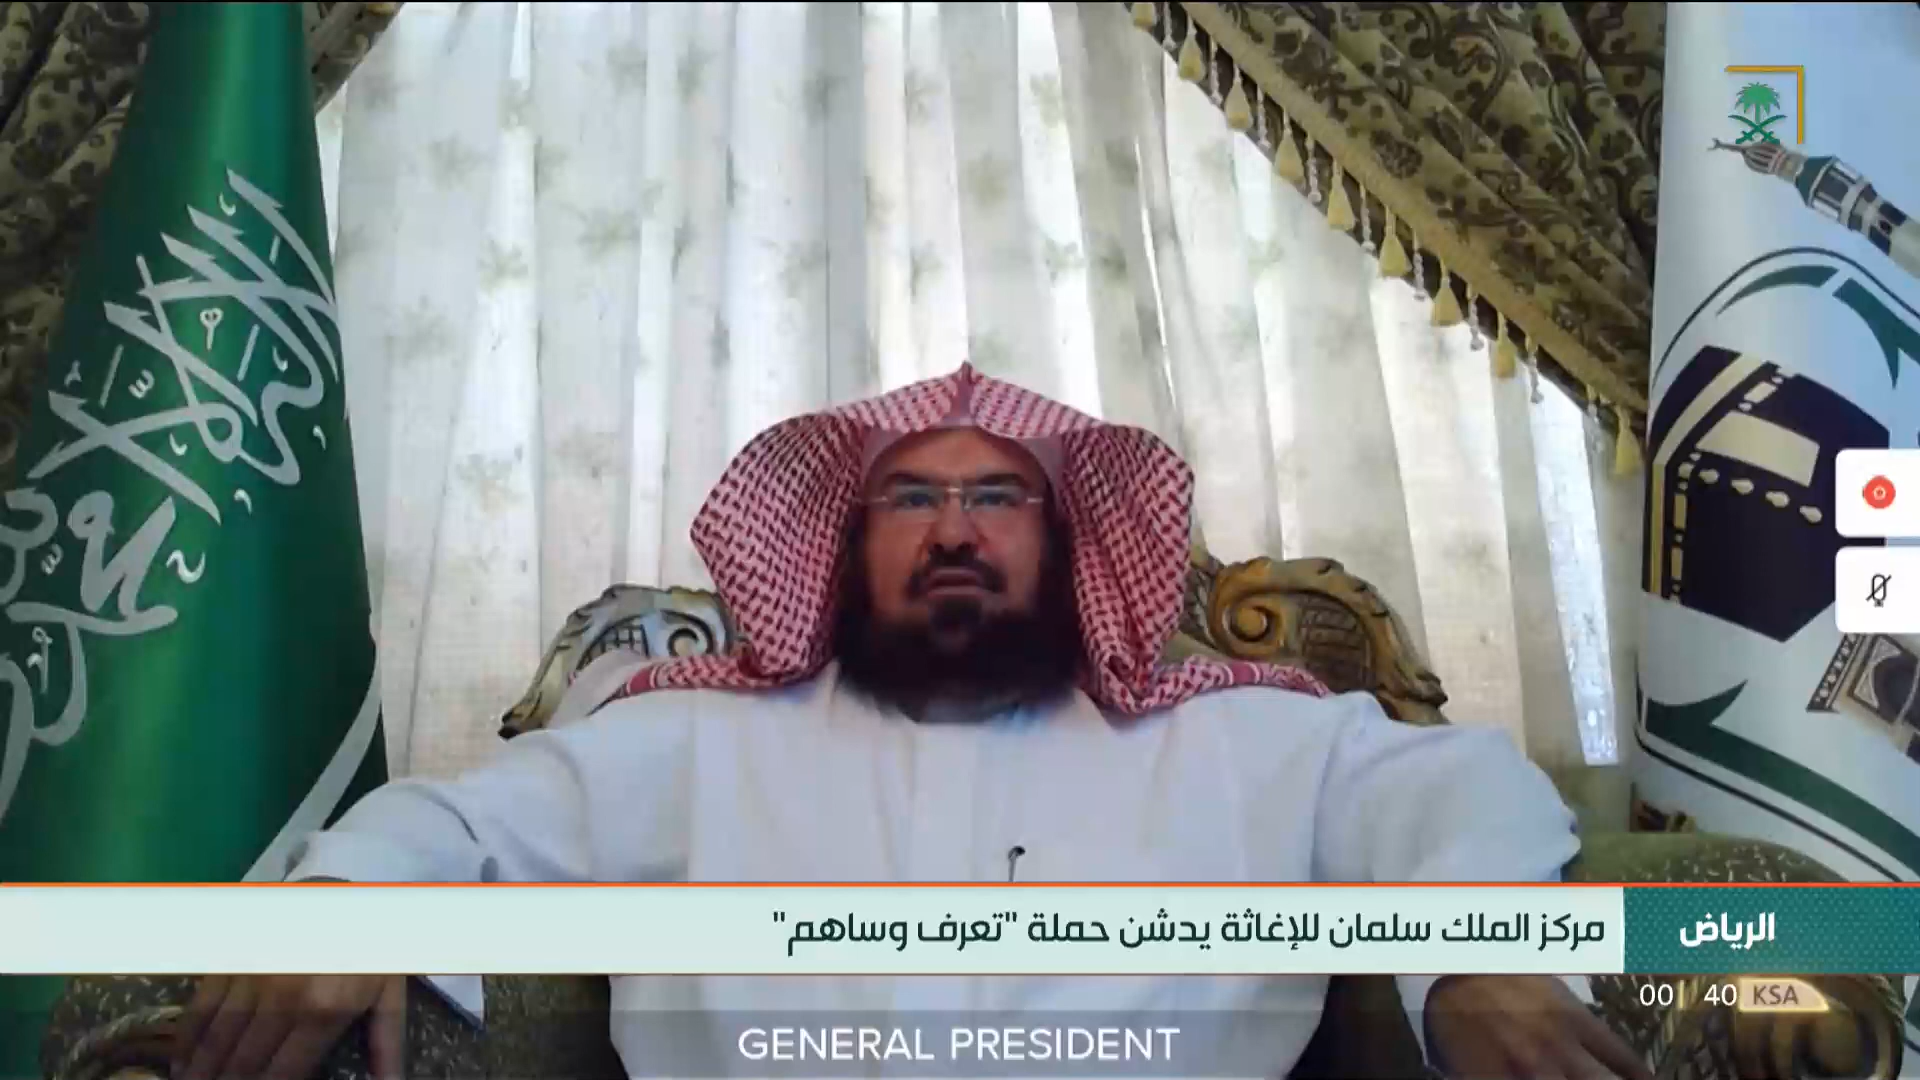 الرياض
مركز الملك سلمان للإغاثة يدشن حملة "تعرف وساهم"
00 40 KSA
GENERAL PRESIDENT